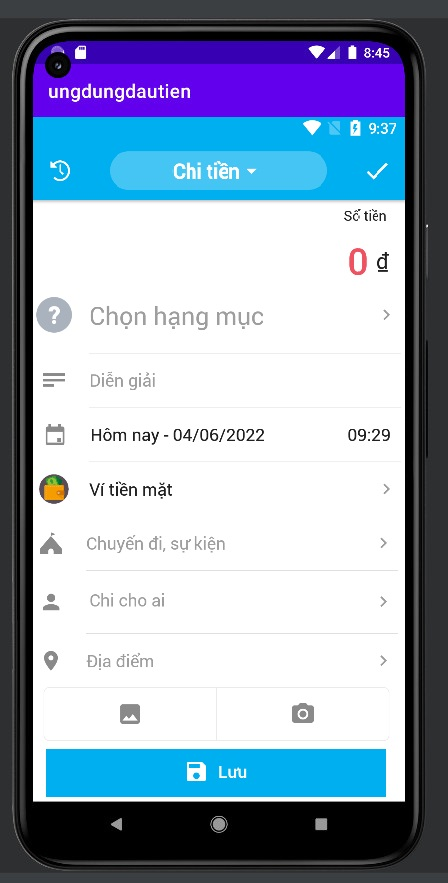 8:45
ungdungdautien
9:37
Chi tiền
Số tiền
0 ₫
? Chọn hạng mục
Diễn giải
Hôm nay - 04/06/2022 09:29
Ví tiền mặt
Chuyến đi, sự kiện
Chi cho ai
Địa điểm
Lưu